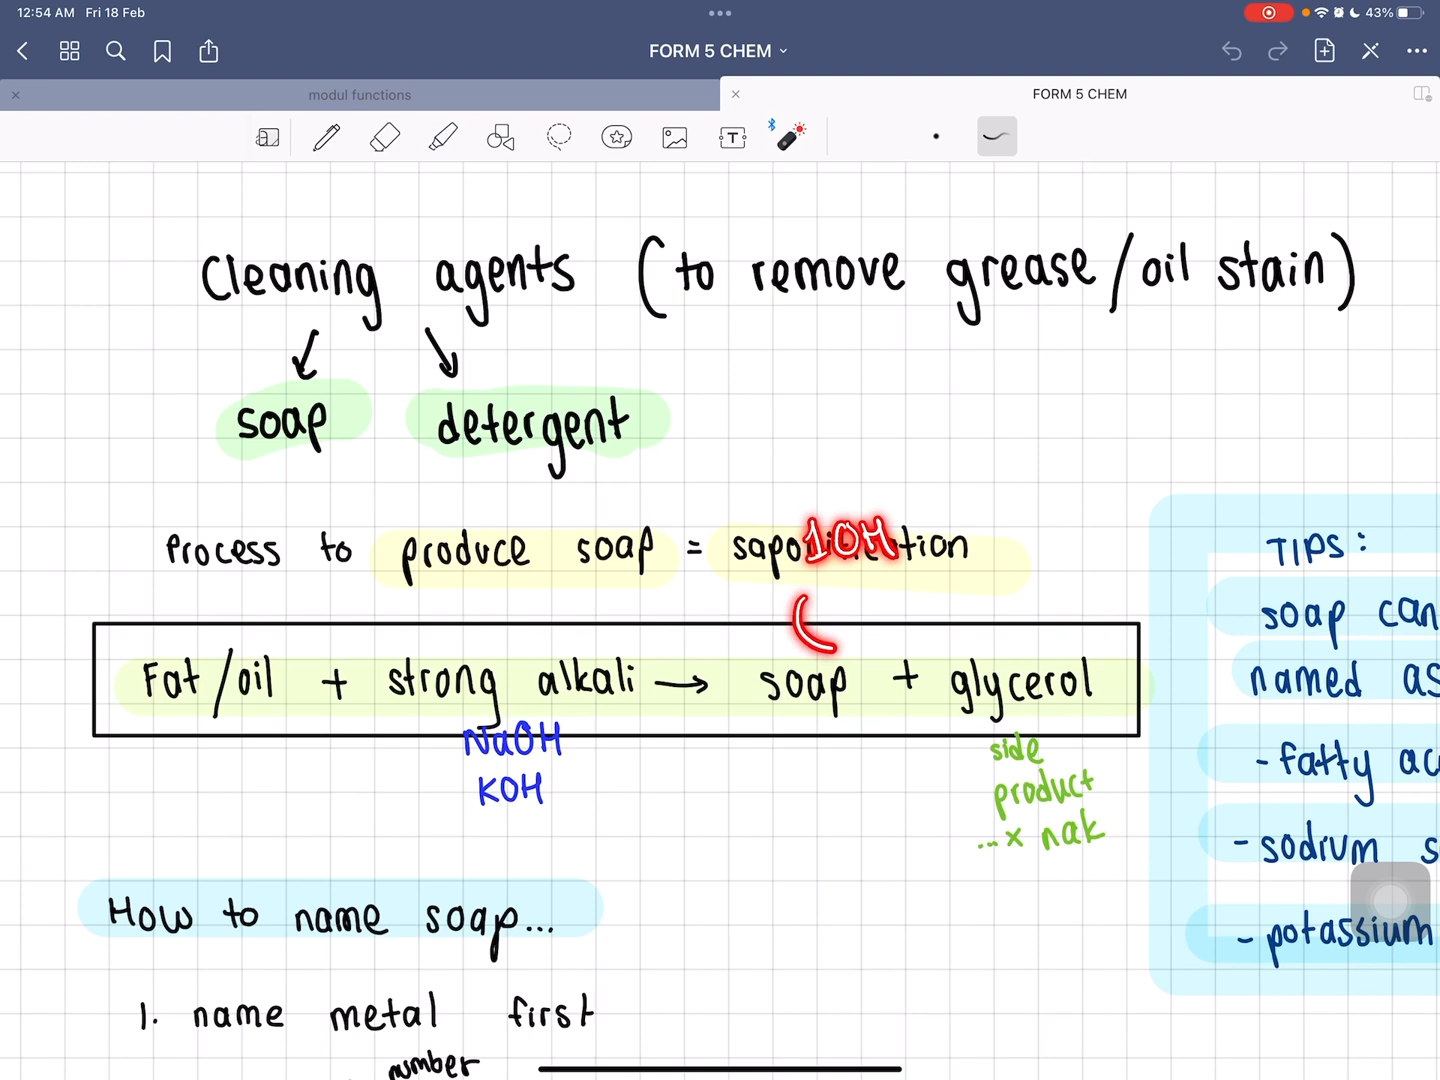 12:54 AM Fri 18 Feb
43%
FORM 5 CHEM
modul functions
FORM 5 CHEM
T
Cleaning agents (to remove grease/oil stain)
soap detergent
Process to produce soap =
10H
Fat/oil + strong alkali → soap + glycerol
NaOH
KOH
side
product
...x nak
TIPS:
soap can
named as
- fatty ac
- sodium s
- potassium
How to name soap...
1. name metal first
number